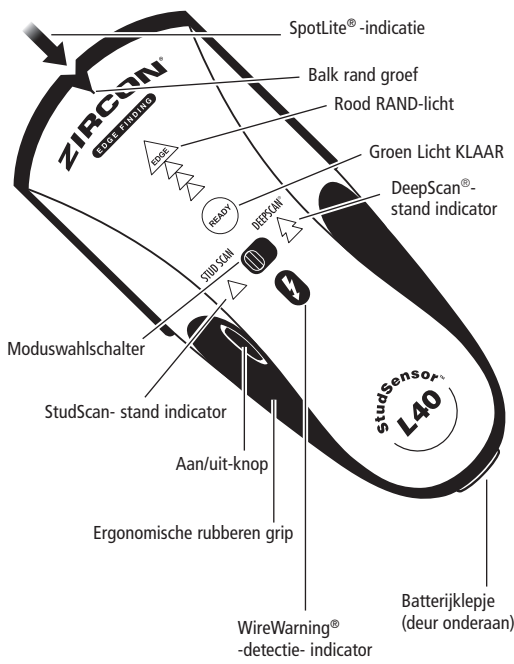 SpotLite® -indicatie
Balk rand groef
Rood RAND-licht
Groen Licht KLAAR
DeepScan®-
stand indicator
ZIRCON®
EDGE FINDING
EDGE
READY
DEEPSCAN®
STUD SCAN
Moduswahlschalter
StudScan- stand indicator
Aan/uit-knop
Ergonomische rubberen grip
StudSensor™
L40
WireWarning®
-detectie- indicator
Batterijklepje
(deur onderaan)